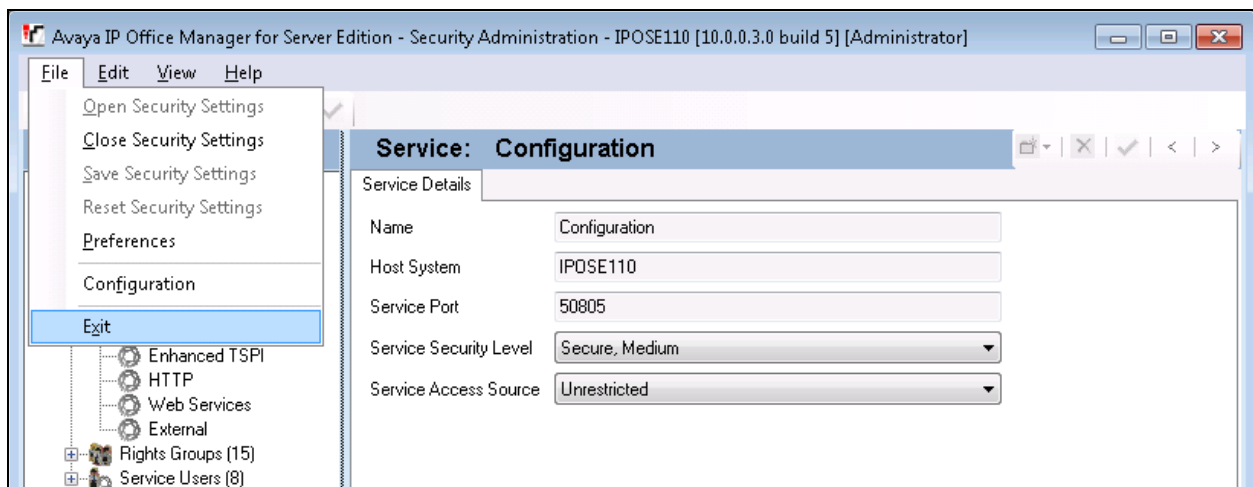 Avaya IP Office Manager for Server Edition - Security Administration - IPOSE110 [10.0.0.3.0 build 5] [Administrator]
File Edit View Help
Open Security Settings
Close Security Settings
Save Security Settings
Reset Security Settings
Preferences
Configuration
Exit
Enhanced TSPI
HTTP
Web Services
External
Rights Groups (15)
Service Users (8)
Service: Configuration
Service Details
Name Configuration
Host System IPOSE110
Service Port 50805
Service Security Level Secure, Medium
Service Access Source Unrestricted